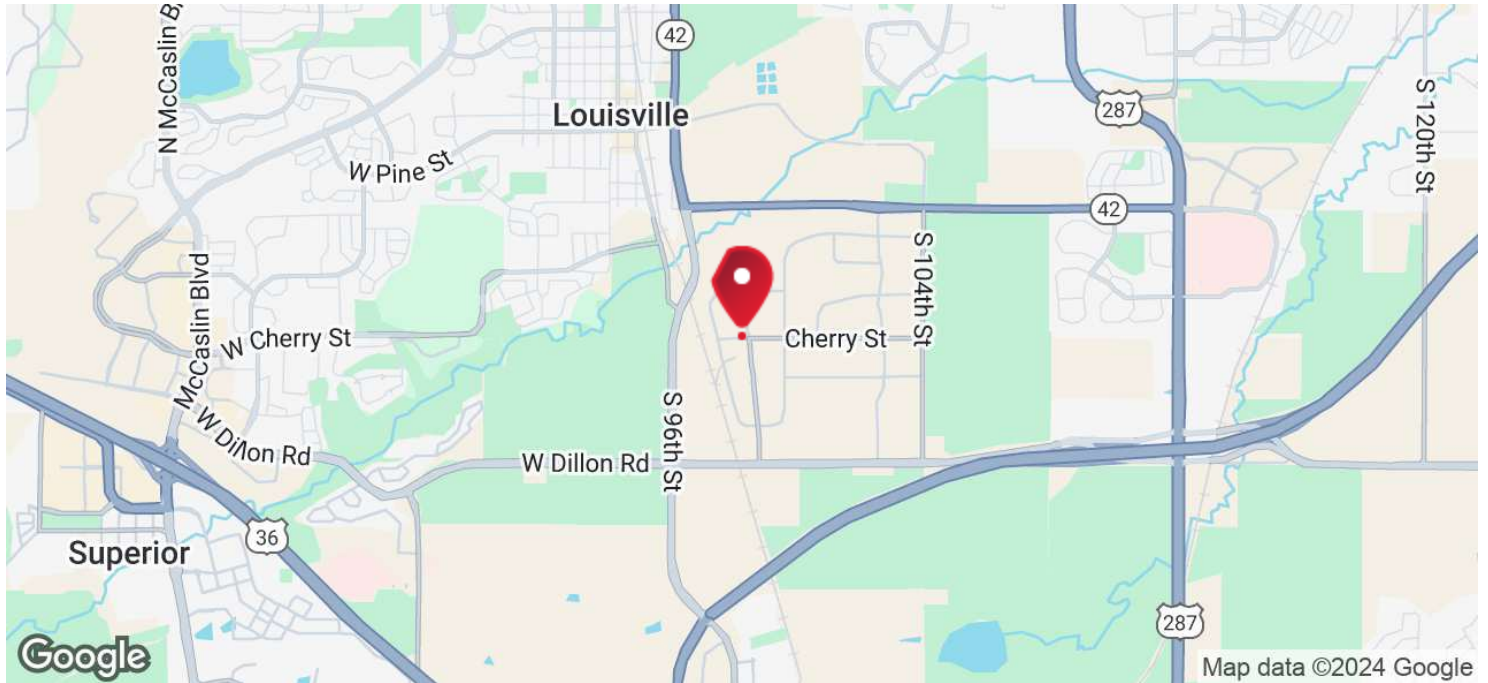 N McCaslin B
42
Louisville
287
S 120th St
W Pine St
42
S 104th St
McCaslin Blvd
W Cherry St
Cherry St
W Dillon Rd
W Dillon Rd
S 96th St
36
Superior
287
Google
Map data ©2024 Google